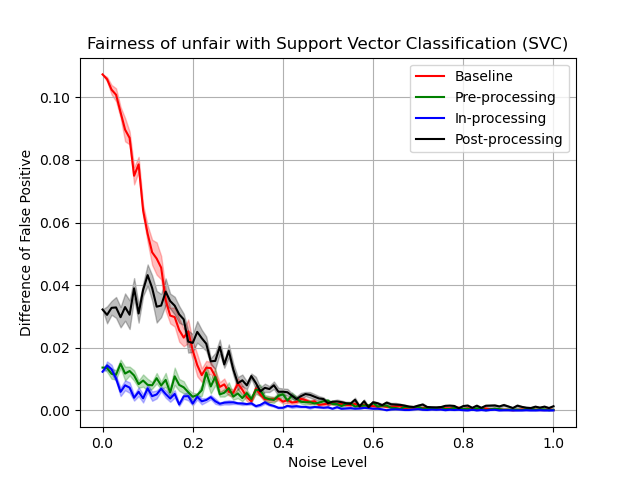 Fairness of unfair with Support Vector Classification (SVC)
Baseline
Pre-processing
In-processing
Post-processing
Difference of False Positive
0.10
0.08
0.06
0.04
0.02
0.00
0.0 0.2 0.4 0.6 0.8 1.0
Noise Level